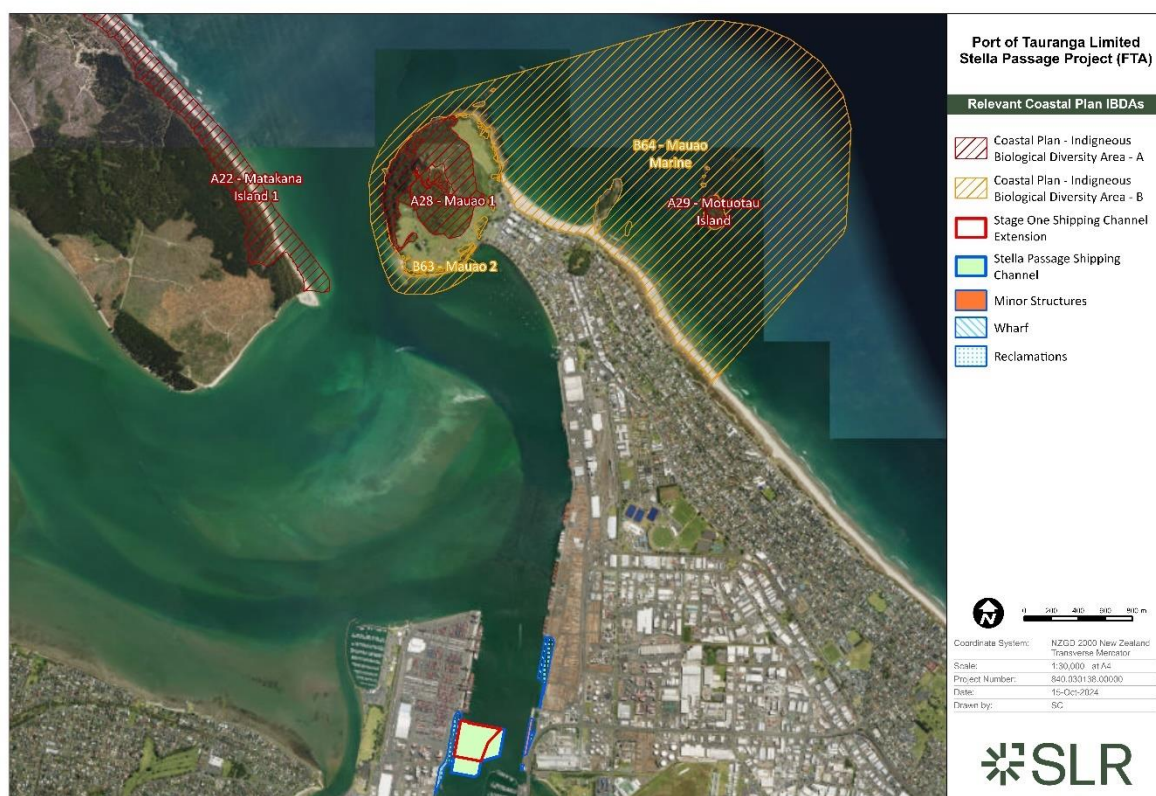 Port of Tauranga Limited
Stella Passage Project (FTA)
Relevant Coastal Plan IBDAs
Coastal Plan - Indigneous
Biological Diversity Area - A
Coastal Plan - Indigneous
Biological Diversity Area - B
Stage One Shipping Channel
Extension
Stella Passage Shipping
Channel
Minor Structures
Wharf
Reclamations
A22 - Matakana
Island 1
A28 - Mauao 1
B63 - Mauao 2
B64 - Mauao
Marine
A29 - Motuotau
Island
N
0 200 400 600 800 m
Coordinate System: NZGD 2000 New Zealand
Transverse Mercator
Scale: 1:30,000 at A4
Project Number: 840.030138.00000
Date: 15-Oct-2024
Drawn by: SC
SLR